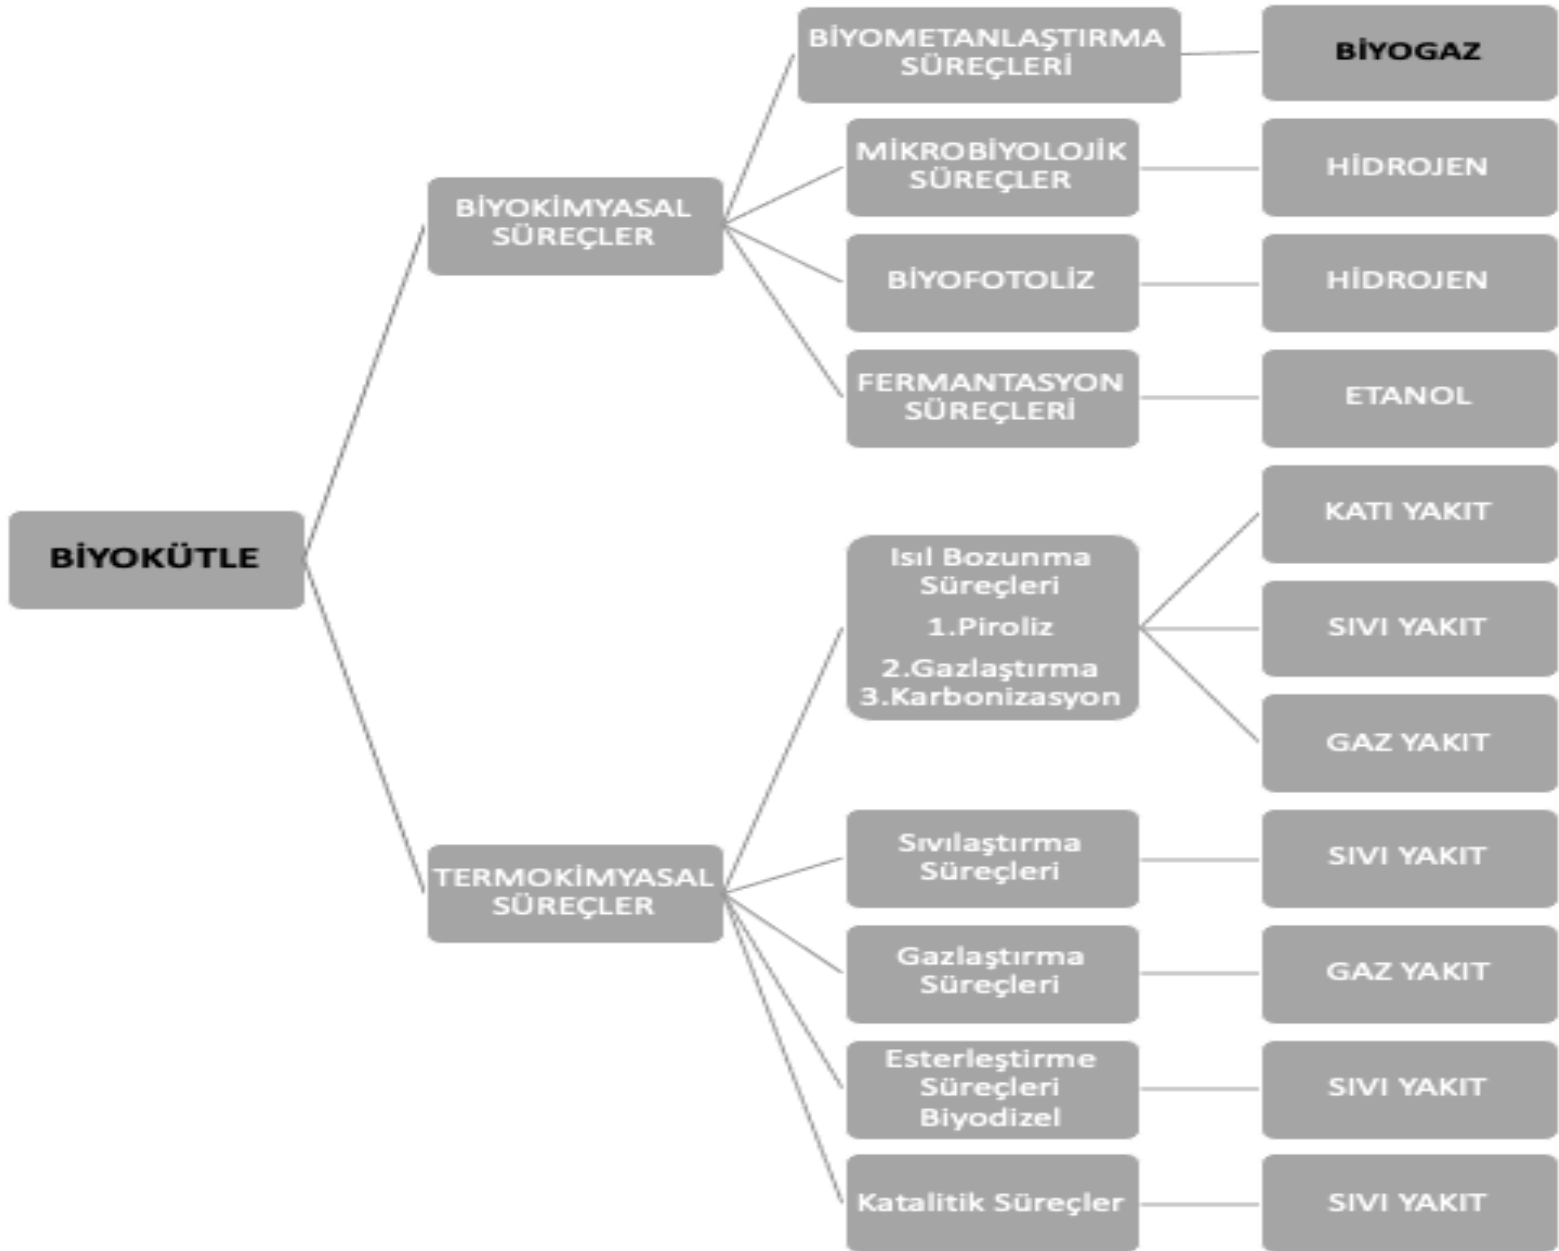 BİYOKÜTLE
BİYOKİMYASAL
SÜREÇLER
BİYOMETANLAŞTIRMA
SÜREÇLERİ
BİYOGAZ
MİKROBİYOLOJİK
SÜREÇLER
HİDROJEN
BİYOFOTOLİZ
HİDROJEN
FERMANTASYON
SÜREÇLERİ
ETANOL
TERMOKİMYASAL
SÜREÇLER
Isıl Bozunma
Süreçleri
1.Piroliz
2.Gazlaştırma
3.Karbonizasyon
KATI YAKIT
SIVI YAKIT
GAZ YAKIT
Sıvılaştırma
Süreçleri
SIVI YAKIT
Gazlaştırma
Süreçleri
GAZ YAKIT
Esterleştirme
Süreçleri
Biyodizel
SIVI YAKIT
Katalitik Süreçler
SIVI YAKIT